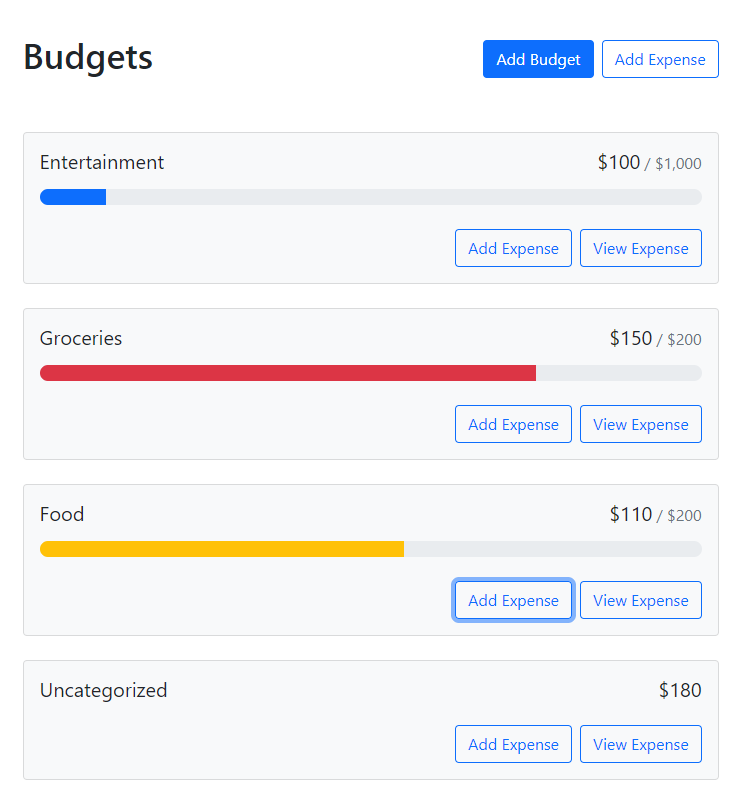 Budgets
Add Budget
Add Expense
Entertainment
$100 / $1,000
Add Expense
View Expense
Groceries
$150 / $200
Add Expense
View Expense
Food
$110 / $200
Add Expense
View Expense
Uncategorized
$180
Add Expense
View Expense